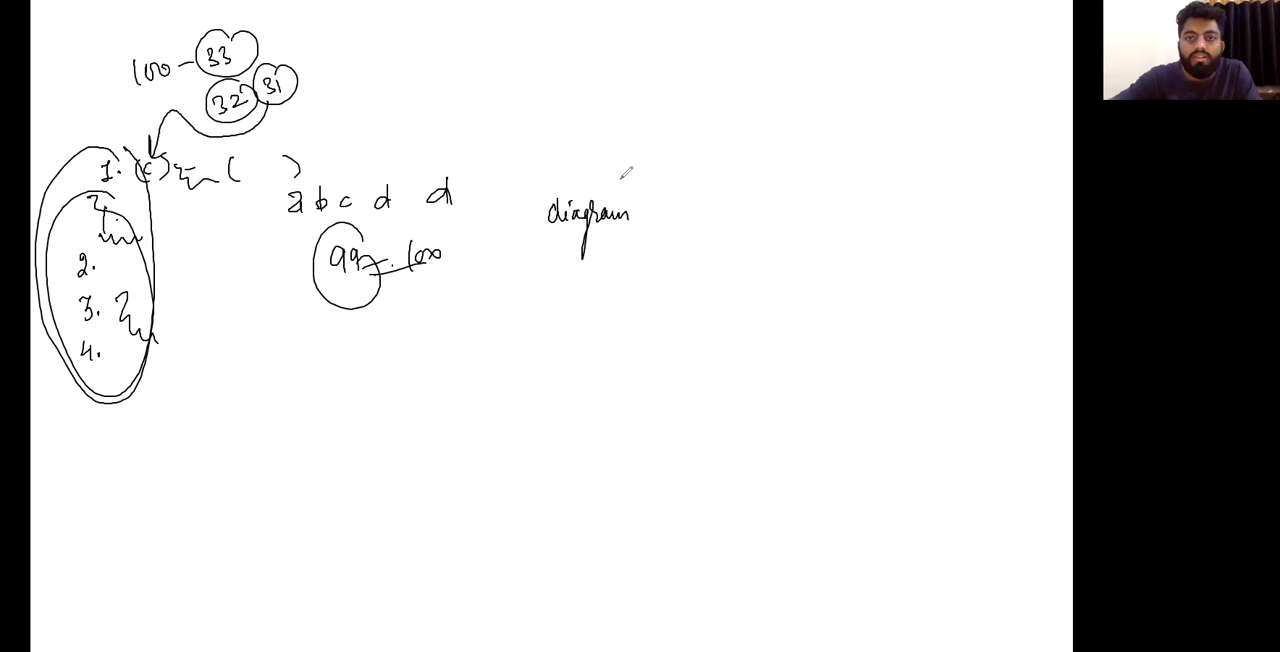 100 - 33
32 31
1. (c) ( )
a b c d d
diagram
99 - 100
2.
3.
4.